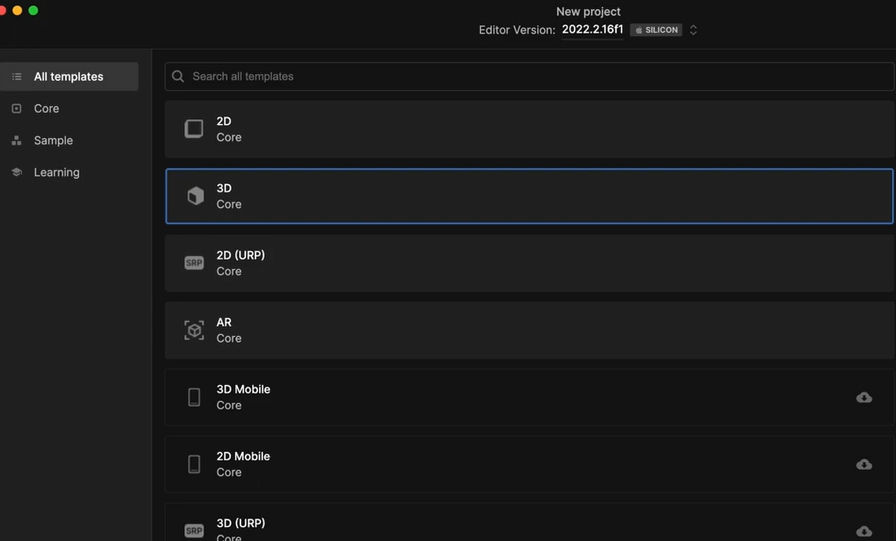 New project
Editor Version: 2022.2.16f1 SILICON
All templates
Core
Sample
Learning
Search all templates
2D
Core
3D
Core
SRP
2D (URP)
Core
AR
Core
3D Mobile
Core
2D Mobile
Core
SRP
3D (URP)
Core